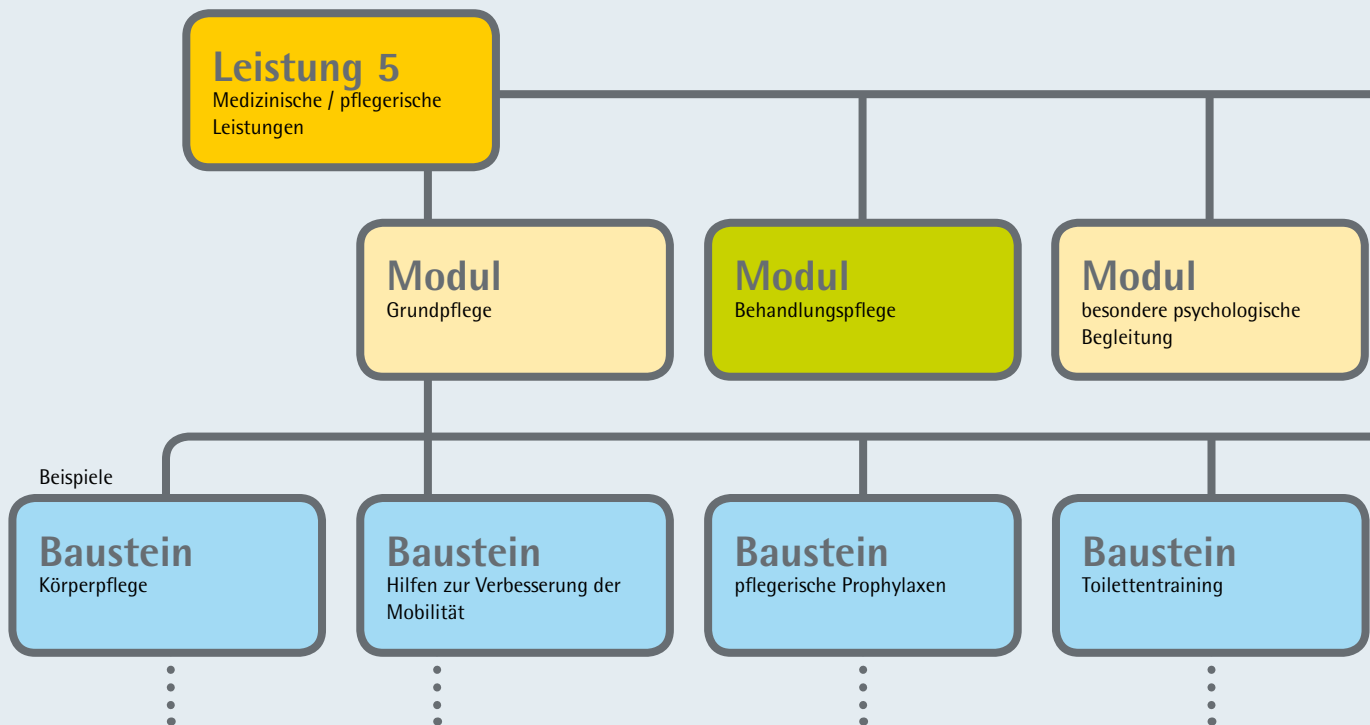 Leistung 5
Medizinische / pflegerische
Leistungen
Modul
Grundpflege
Modul
Behandlungspflege
Modul
besondere psychologische
Begleitung
Beispiele
Baustein
Körperpflege
Baustein
Hilfen zur Verbesserung der
Mobilität
Baustein
pflegerische Prophylaxen
Baustein
Toilettentraining